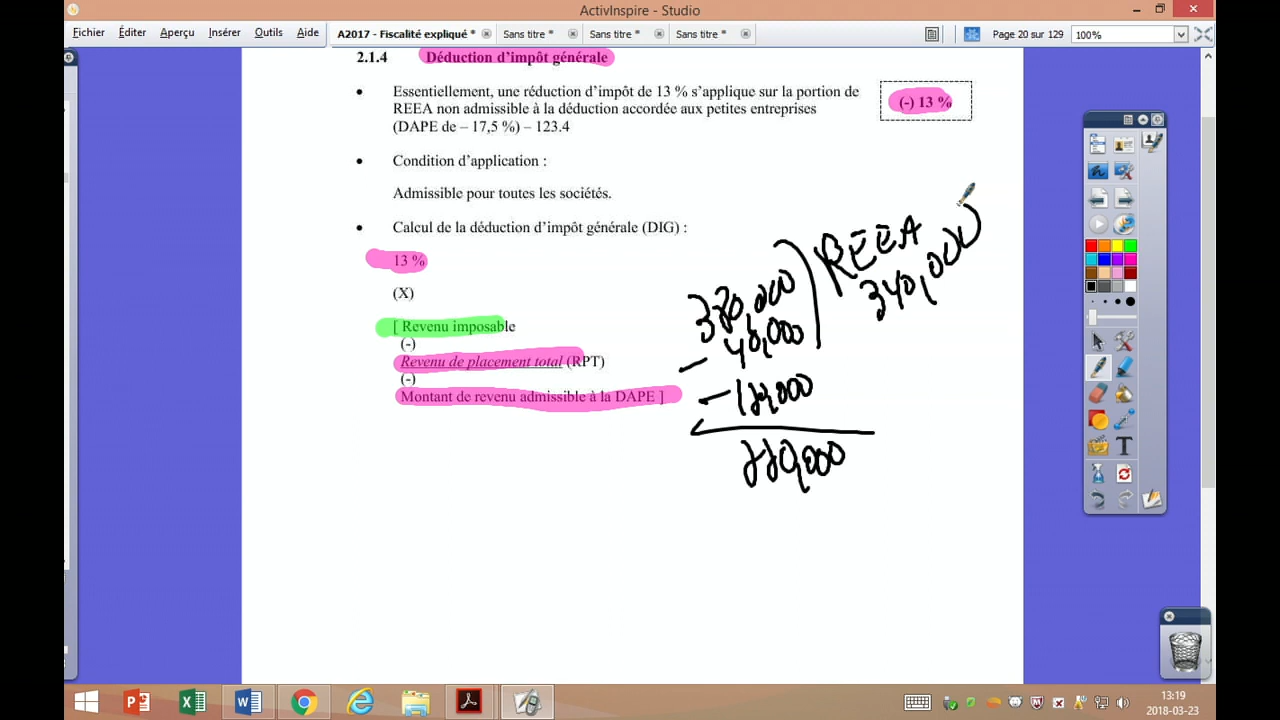 ActivInspire - Studio
Fichier Éditer Aperçu Insérer Outils Aide
A2017 - Fiscalité expliqué * Sans titre * Sans titre * Sans titre *
Page 20 sur 129
100%
2.1.4 Déduction d'impôt générale
• Essentiellement, une réduction d'impôt de 13 % s'applique sur la portion de
REEA non admissible à la déduction accordée aux petites entreprises
(DAPE de – 17,5 %) – 123.4
(-) 13 %
• Condition d'application :
Admissible pour toutes les sociétés.
• Calcul de la déduction d'impôt générale (DIG) :
13 %
(X)
[ Revenu imposable
(-)
Revenu de placement total (RPT)
(-)
Montant de revenu admissible à la DAPE ]
REEA
340,000
- 120,000
220,000
13:19
2018-03-23